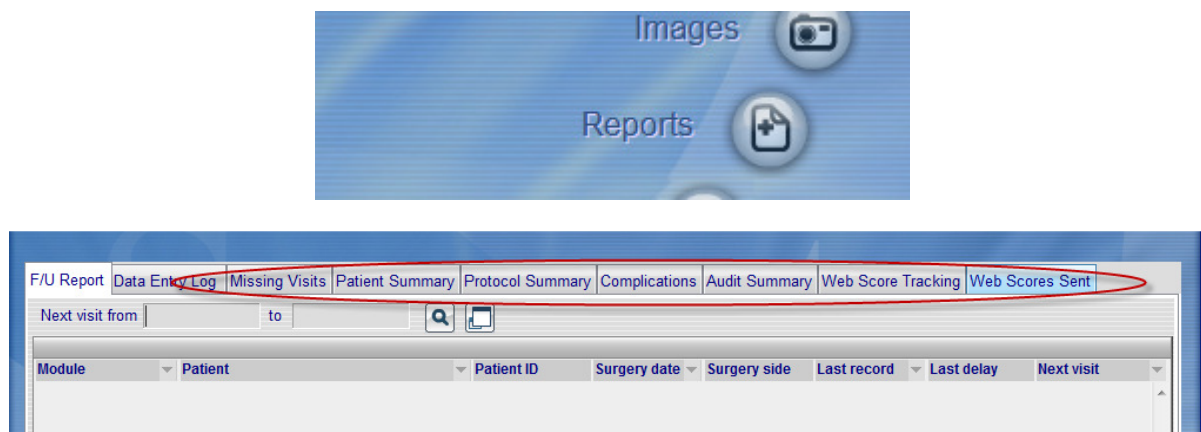 Images
Reports
F/U Report Data Entry Log Missing Visits Patient Summary Protocol Summary Complications Audit Summary Web Score Tracking Web Scores Sent
Next visit from to
Module Patient Patient ID Surgery date Surgery side Last record Last delay Next visit